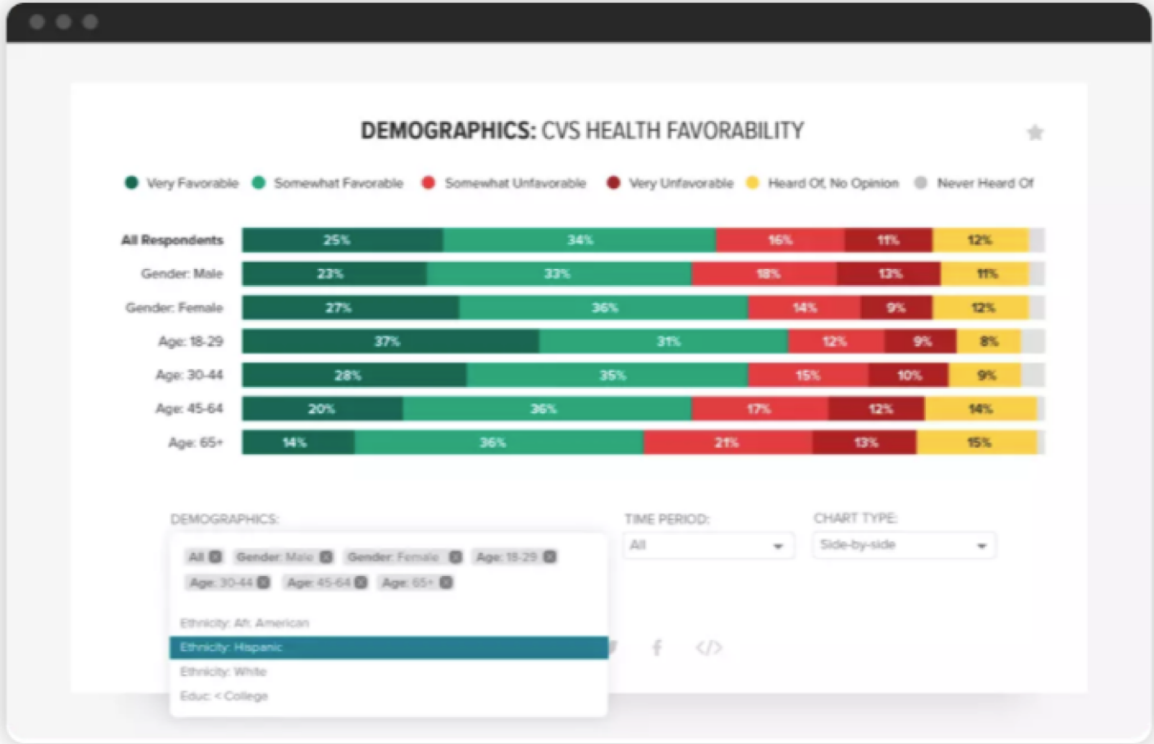 DEMOGRAPHICS: CVS HEALTH FAVORABILITY
Very Favorable Somewhat Favorable Somewhat Unfavorable Very Unfavorable Heard Of, No Opinion Never Heard Of
All Respondents 25% 34% 16% 11% 12%
Gender: Male 23% 33% 18% 13% 11%
Gender: Female 27% 36% 14% 9% 12%
Age: 18-29 37% 31% 12% 9% 8%
Age: 30-44 28% 35% 15% 10% 9%
Age: 45-64 20% 36% 17% 12% 14%
Age: 65+ 14% 36% 21% 13% 15%
DEMOGRAPHICS: TIME PERIOD: CHART TYPE:
All Side-by-side
All Gender: Male Gender: Female Age: 18-29
Age: 30-44 Age: 45-64 Age: 65+
Ethnicity: Afr. American
Ethnicity: Hispanic
Ethnicity: White
Educ: < College